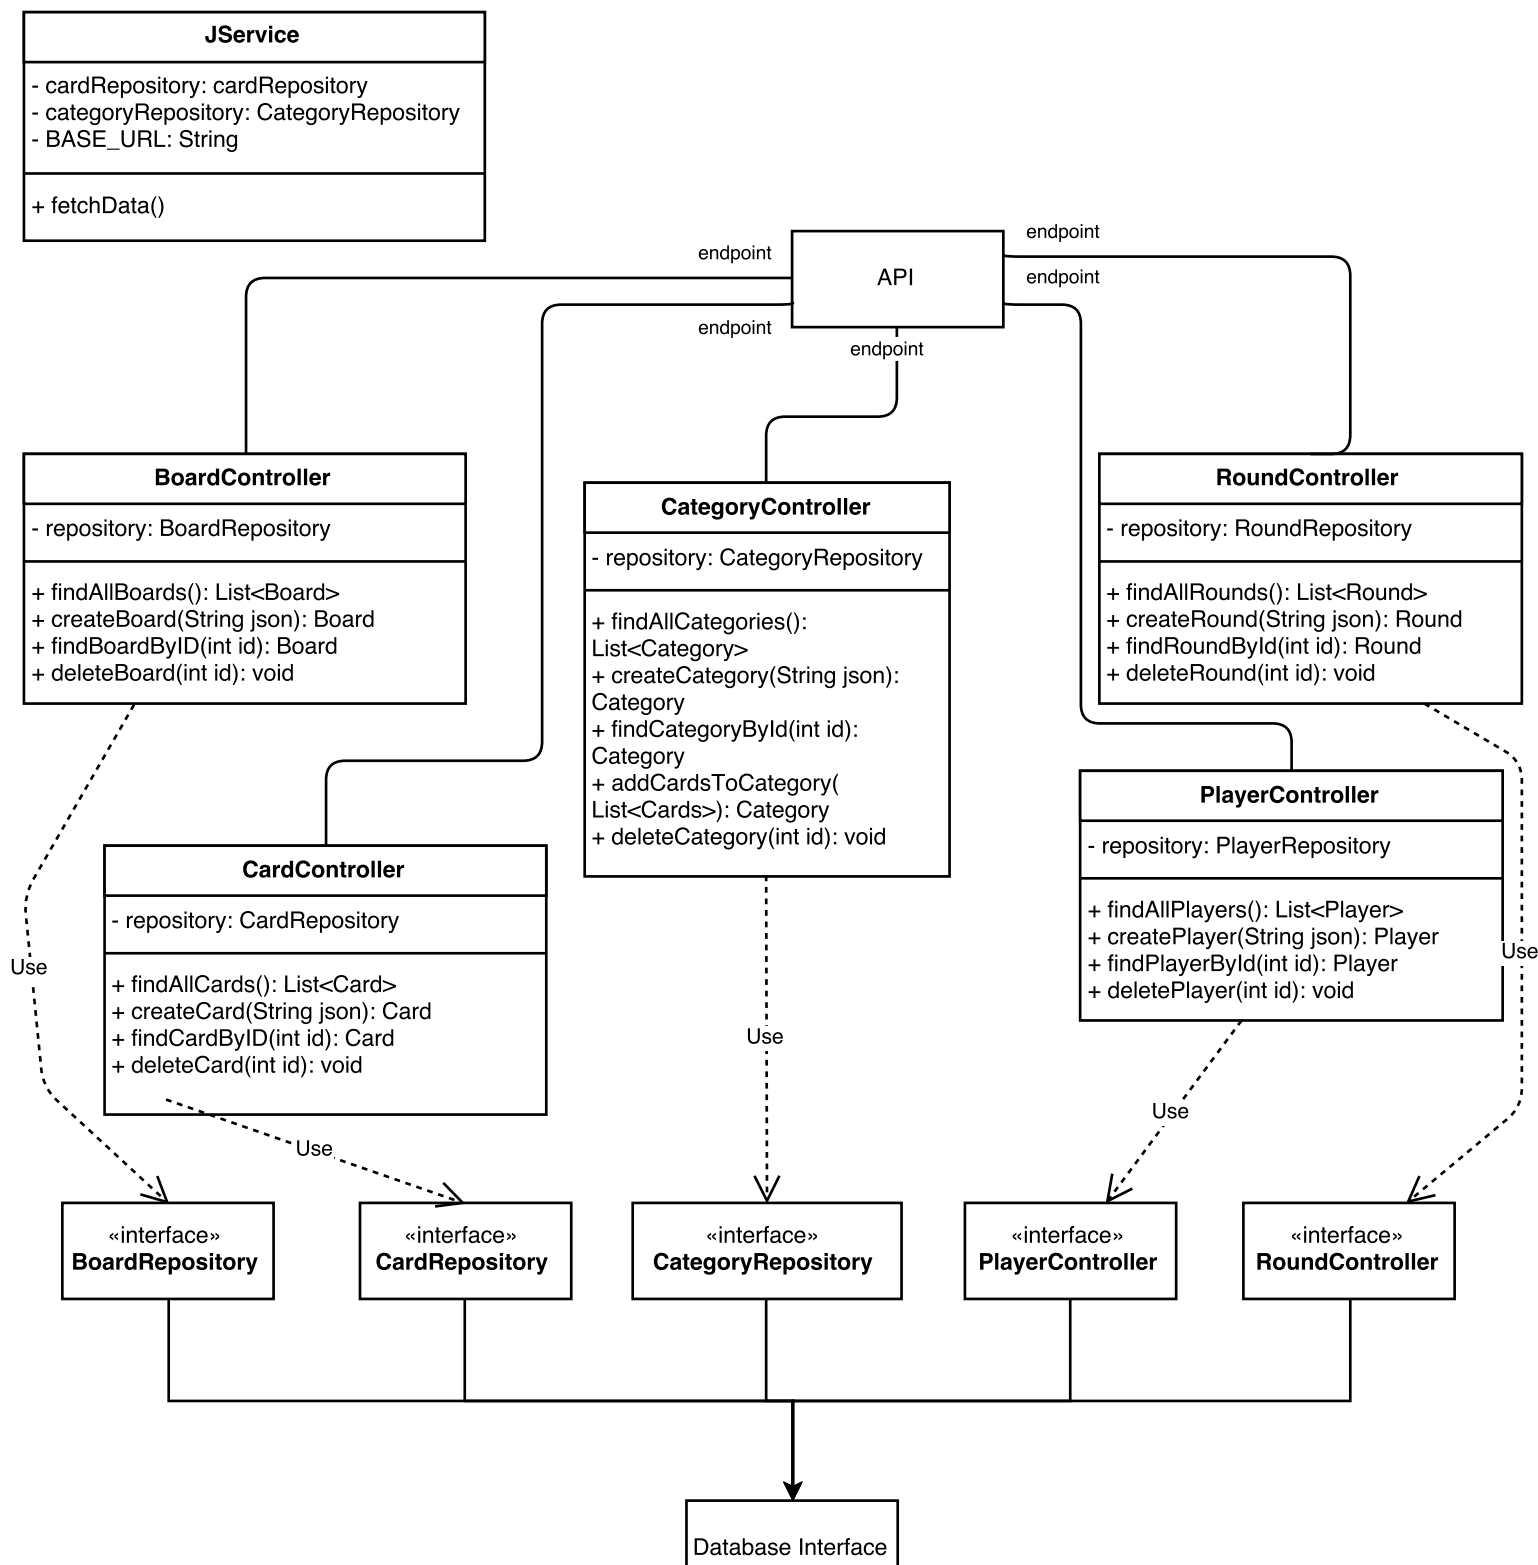 JService
- cardRepository: cardRepository
- categoryRepository: CategoryRepository
- BASE_URL: String
+ fetchData()
endpoint
endpoint
API
endpoint
endpoint
endpoint
BoardController
- repository: BoardRepository
+ findAllBoards(): List<Board>
+ createBoard(String json): Board
+ findBoardByID(int id): Board
+ deleteBoard(int id): void
CategoryController
- repository: CategoryRepository
+ findAllCategories():
List<Category>
+ createCategory(String json):
Category
+ findCategoryById(int id):
Category
+ addCardsToCategory(
List<Cards>): Category
+ deleteCategory(int id): void
RoundController
- repository: RoundRepository
+ findAllRounds(): List<Round>
+ createRound(String json): Round
+ findRoundById(int id): Round
+ deleteRound(int id): void
PlayerController
- repository: PlayerRepository
+ findAllPlayers(): List<Player>
+ createPlayer(String json): Player
+ findPlayerById(int id): Player
+ deletePlayer(int id): void
CardController
- repository: CardRepository
+ findAllCards(): List<Card>
+ createCard(String json): Card
+ findCardByID(int id): Card
+ deleteCard(int id): void
Use
Use
Use
Use
Use
«interface»
BoardRepository
«interface»
CardRepository
«interface»
CategoryRepository
«interface»
PlayerController
«interface»
RoundController
Database Interface